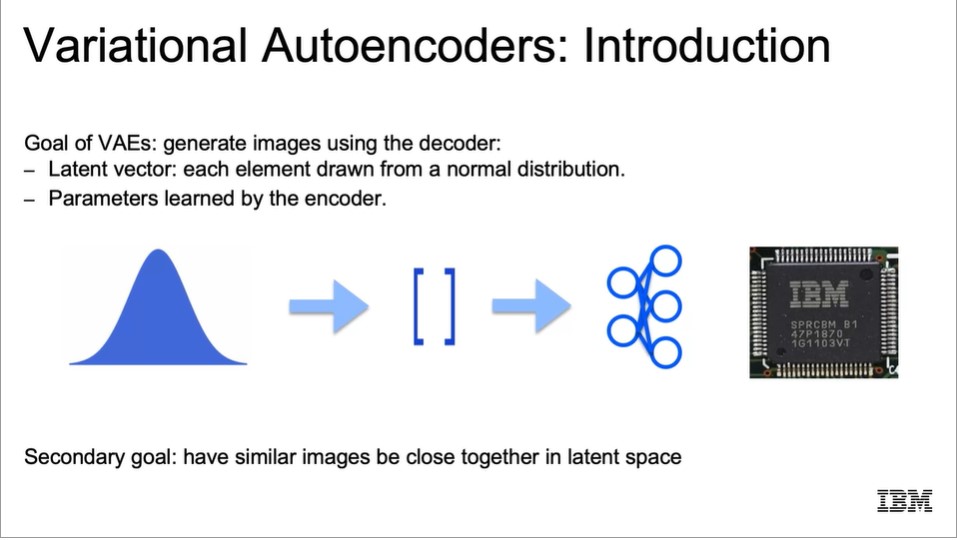 Variational Autoencoders: Introduction
Goal of VAEs: generate images using the decoder:
– Latent vector: each element drawn from a normal distribution.
– Parameters learned by the encoder.
[ ]
IBM
SPRCBM B1
47P1870
1G1103VT
Secondary goal: have similar images be close together in latent space
IBM